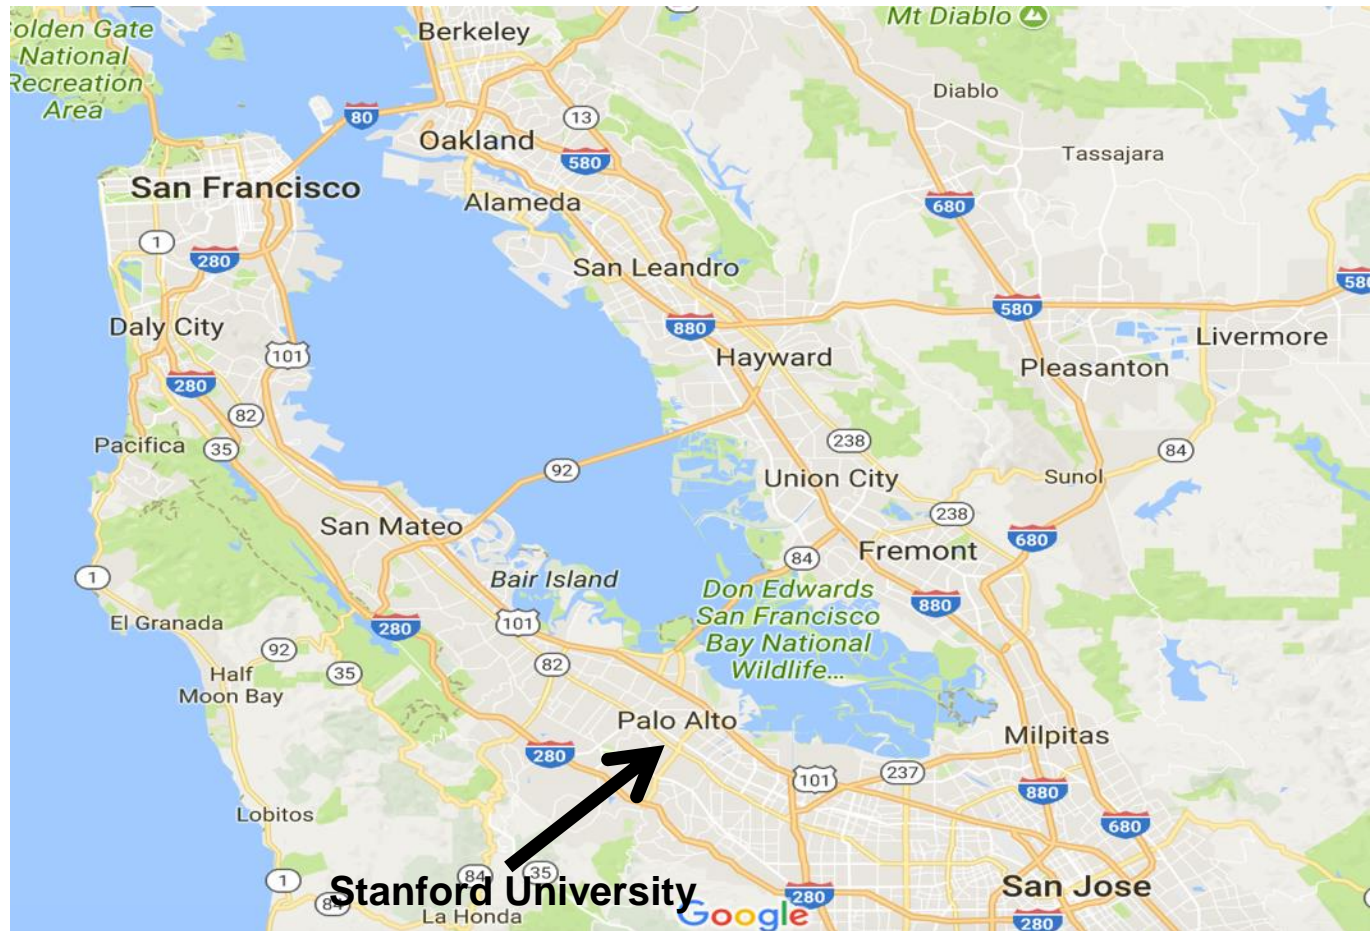 olden Gate
National
Recreation
Area
Berkeley
Mt Diablo
Diablo
80
13
Oakland
580
Tassajara
San Francisco
Alameda
680
1
280
San Leandro
580
580
Daly City
880
Livermore
101
Hayward
Pleasanton
280
82
Pacifica
35
238
84
92
Union City
Sunol
San Mateo
238
680
Fremont
84
1
Bair Island
Don Edwards
San Francisco
Bay National
Wildlife...
880
El Granada
280
101
92
82
35
Half
Moon Bay
Palo Alto
Milpitas
280
101
237
880
Lobitos
680
1
84
35
Stanford University
280
San Jose
84
La Honda
Google
280